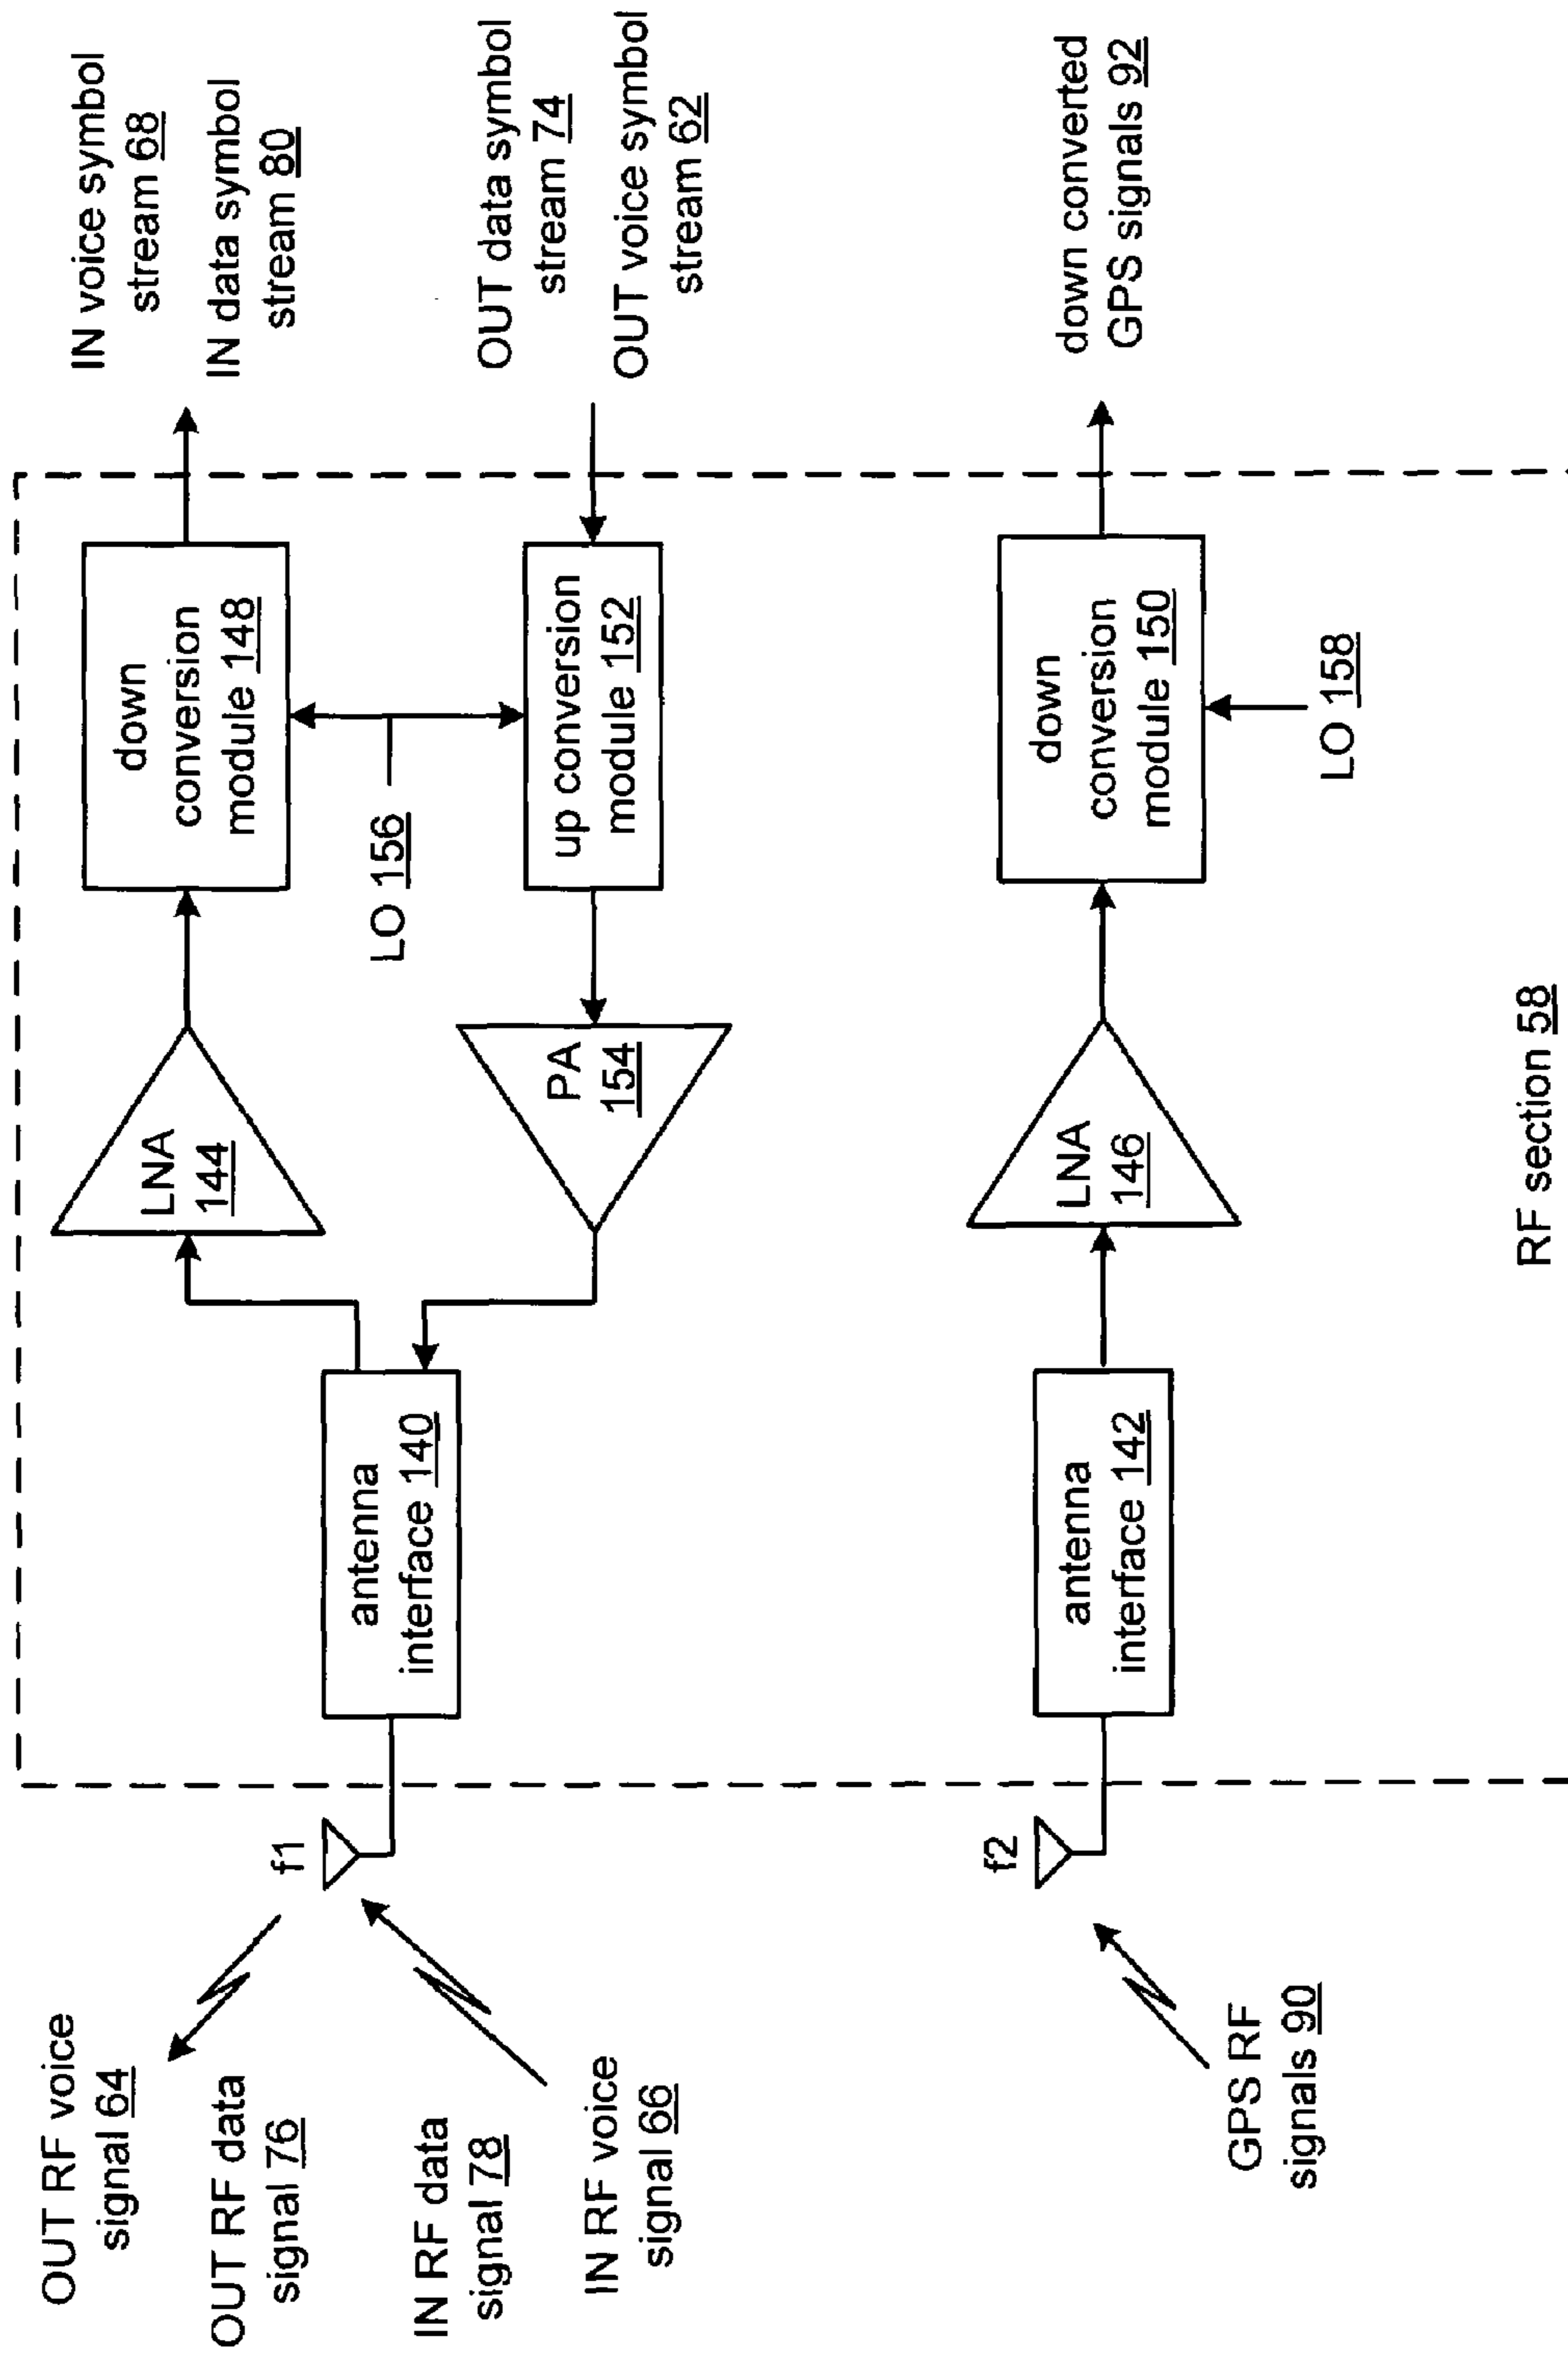 OUT RF voice
signal 64
OUT RF data
signal 76
IN RF data
signal 78
IN RF voice
signal 66
f1
antenna
interface 140
LNA
144
down
conversion
module 148
IN voice symbol
stream 68
IN data symbol
stream 80
LO 156
PA
154
up conversion
module 152
OUT data symbol
stream 74
OUT voice symbol
stream 62
GPS RF
signals 90
f2
antenna
interface 142
LNA
146
down
conversion
module 150
down converted
GPS signals 92
LO 158
RF section 58